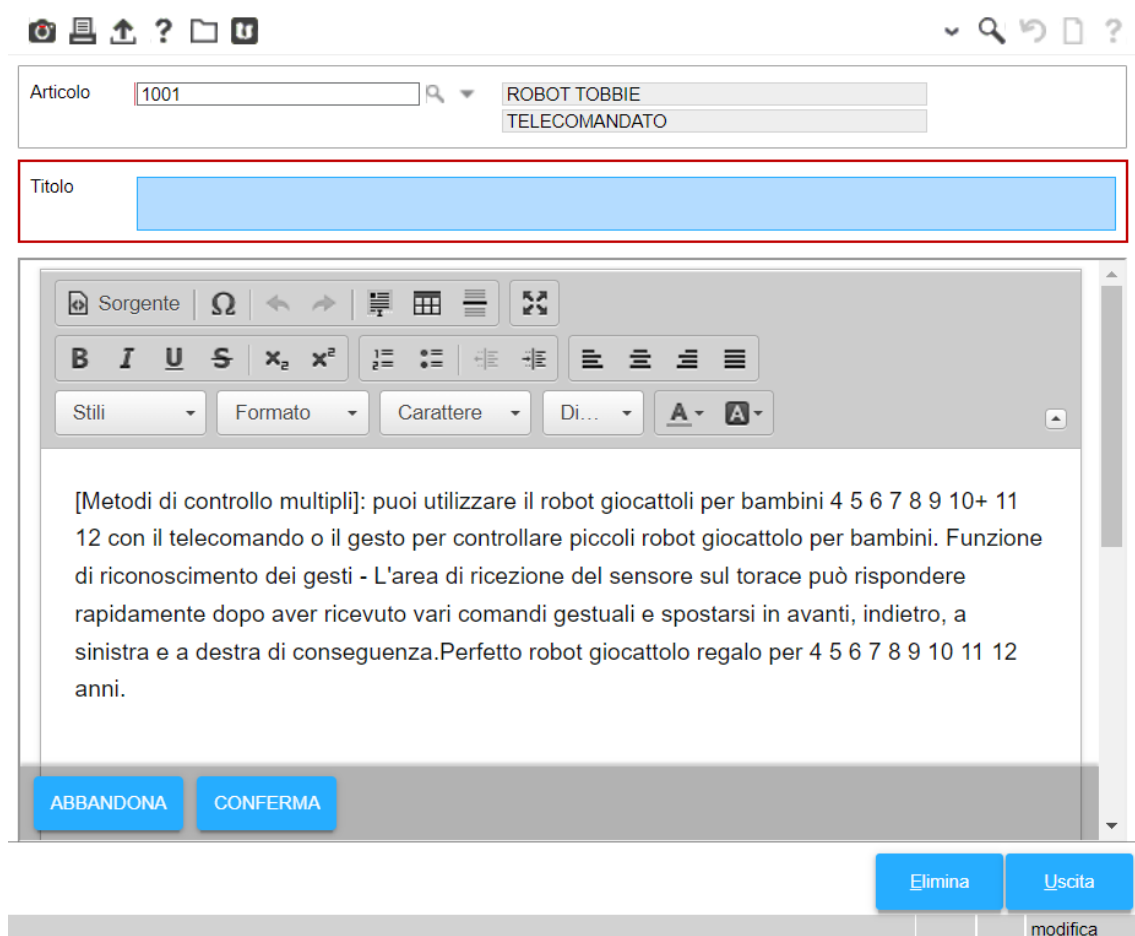 Articolo 1001 ROBOT TOBBIE
TELECOMANDATO
Titolo
Sorgente Ω
B I U S x₂ x²
Stili Formato Carattere Di... A A
[Metodi di controllo multipli]: puoi utilizzare il robot giocattoli per bambini 4 5 6 7 8 9 10+ 11
12 con il telecomando o il gesto per controllare piccoli robot giocattolo per bambini. Funzione
di riconoscimento dei gesti - L'area di ricezione del sensore sul torace può rispondere
rapidamente dopo aver ricevuto vari comandi gestuali e spostarsi in avanti, indietro, a
sinistra e a destra di conseguenza.Perfetto robot giocattolo regalo per 4 5 6 7 8 9 10 11 12
anni.
ABBANDONA CONFERMA
Elimina Uscita
modifica